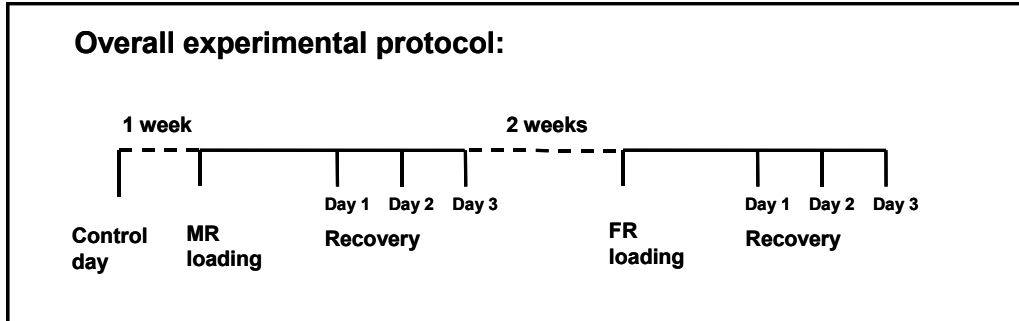 Overall experimental protocol:
1 week
2 weeks
Day 1 Day 2 Day 3
Day 1 Day 2 Day 3
Control
day
MR
loading
Recovery
FR
loading
Recovery